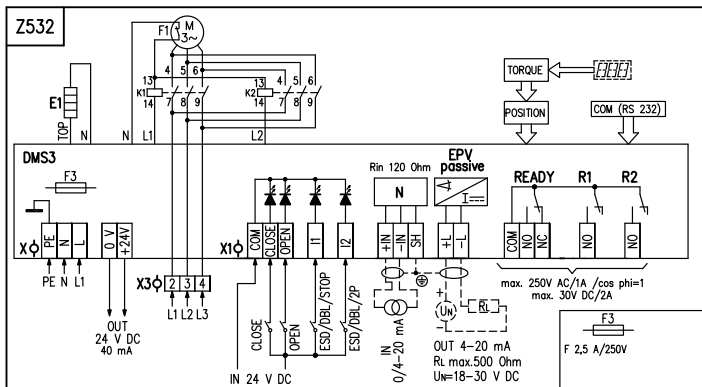 Z532
F1
M
3~
4 5 6
13
K1
14
7 8 9
13
K2
14
4 5 6
7 8 9
E1
TOP
N
N
L1
L2
TORQUE
POSITION
COM (RS 232)
DMS3
F3
Rin 120 Ohm
N
EPV
passive
I
READY R1 R2
X
PE
N
L
0 V
+24V
X1
COM
CLOSE
OPEN
I1
I2
+IN
-IN
SH
+L
-L
COM
NO
NC
NO
NO
PE N L1
X3
2 3 4
L1 L2 L3
OUT
24 V DC
40 mA
CLOSE
OPEN
ESD/DBL/STOP
ESD/DBL/2P
IN 24 V DC
IN
0/4-20 mA
+
UN
-
RL
OUT 4-20 mA
RL max.500 Ohm
UN=18-30 V DC
max. 250V AC/1A /cos phi=1
max. 30V DC/2A
F3
F 2,5 A/250V